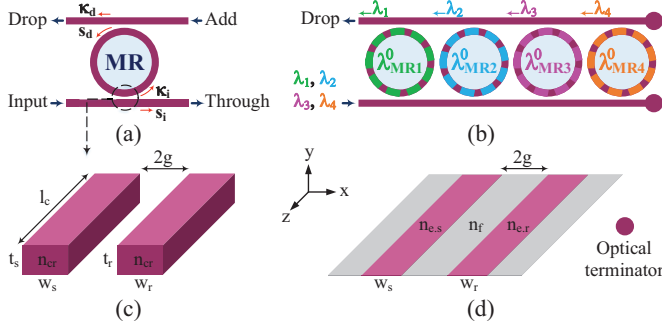 Drop κd Add
sd
MR
κi
Input si Through
(a)
Drop λ1 λ2 λ3 λ4
λ⁰MR1 λ⁰MR2 λ⁰MR3 λ⁰MR4
λ1, λ2
λ3, λ4
(b)
lc 2g
ts ncr tr ncr
ws wr
(c)
y
x
z
2g
ne.s nf ne.r
ws wr
(d)
Optical
terminator